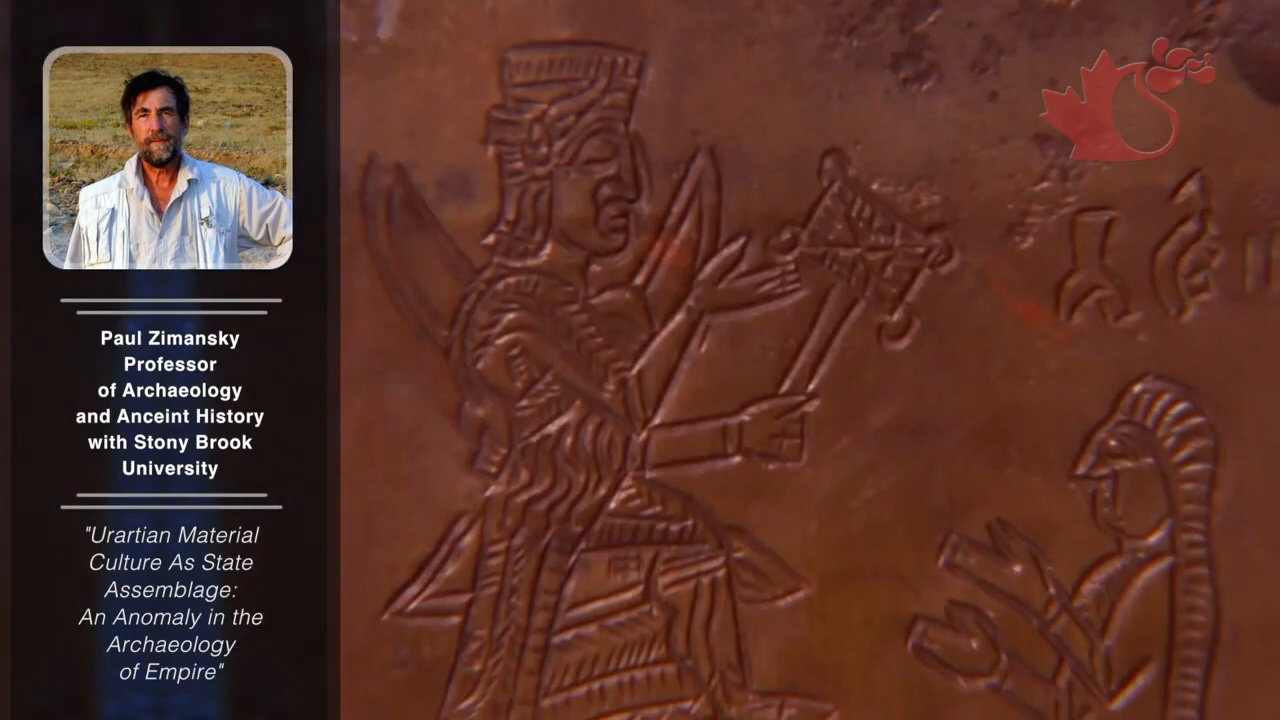 Paul Zimansky
Professor
of Archaeology
and Anceint History
with Stony Brook
University
"Urartian Material
Culture As State
Assemblage:
An Anomaly in the
Archaeology
of Empire"